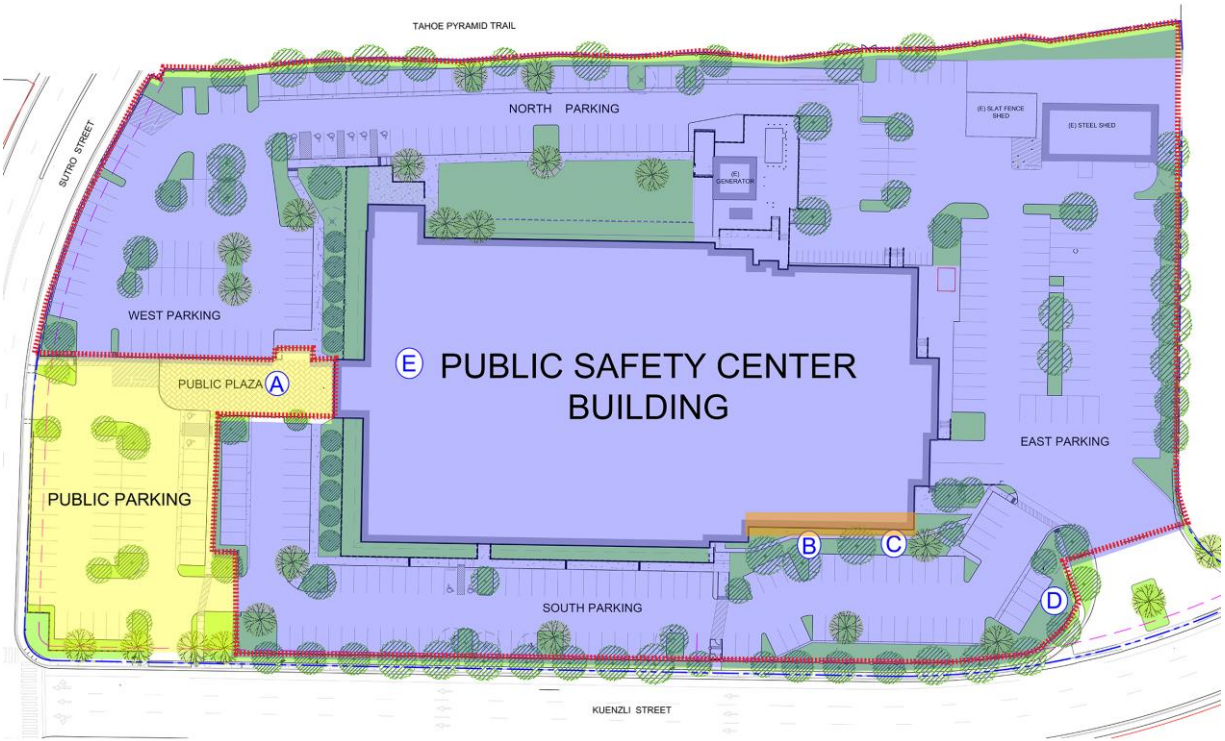 TAHOE PYRAMID TRAIL
SUTRO STREET
NORTH PARKING
(E) SLAT FENCE
SHED
(E) STEEL SHED
(E)
GENERATOR
WEST PARKING
PUBLIC PLAZA
A
E
PUBLIC SAFETY CENTER
BUILDING
EAST PARKING
PUBLIC PARKING
B
C
D
SOUTH PARKING
KUENZLI STREET